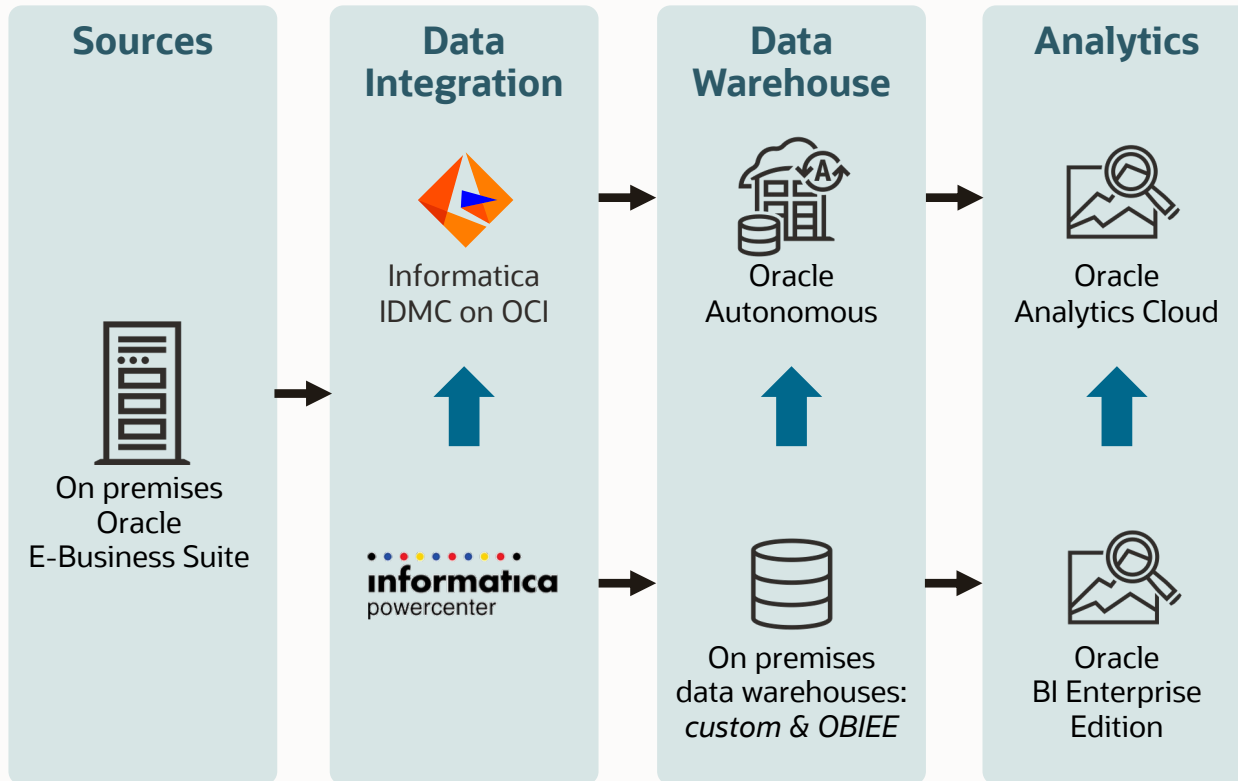 Sources
On premises
Oracle
E-Business Suite
Data
Integration
Informatica
IDMC on OCI
informatica
powercenter
Data
Warehouse
A
Oracle
Autonomous
On premises
data warehouses:
custom & OBIEE
Analytics
Oracle
Analytics Cloud
Oracle
BI Enterprise
Edition